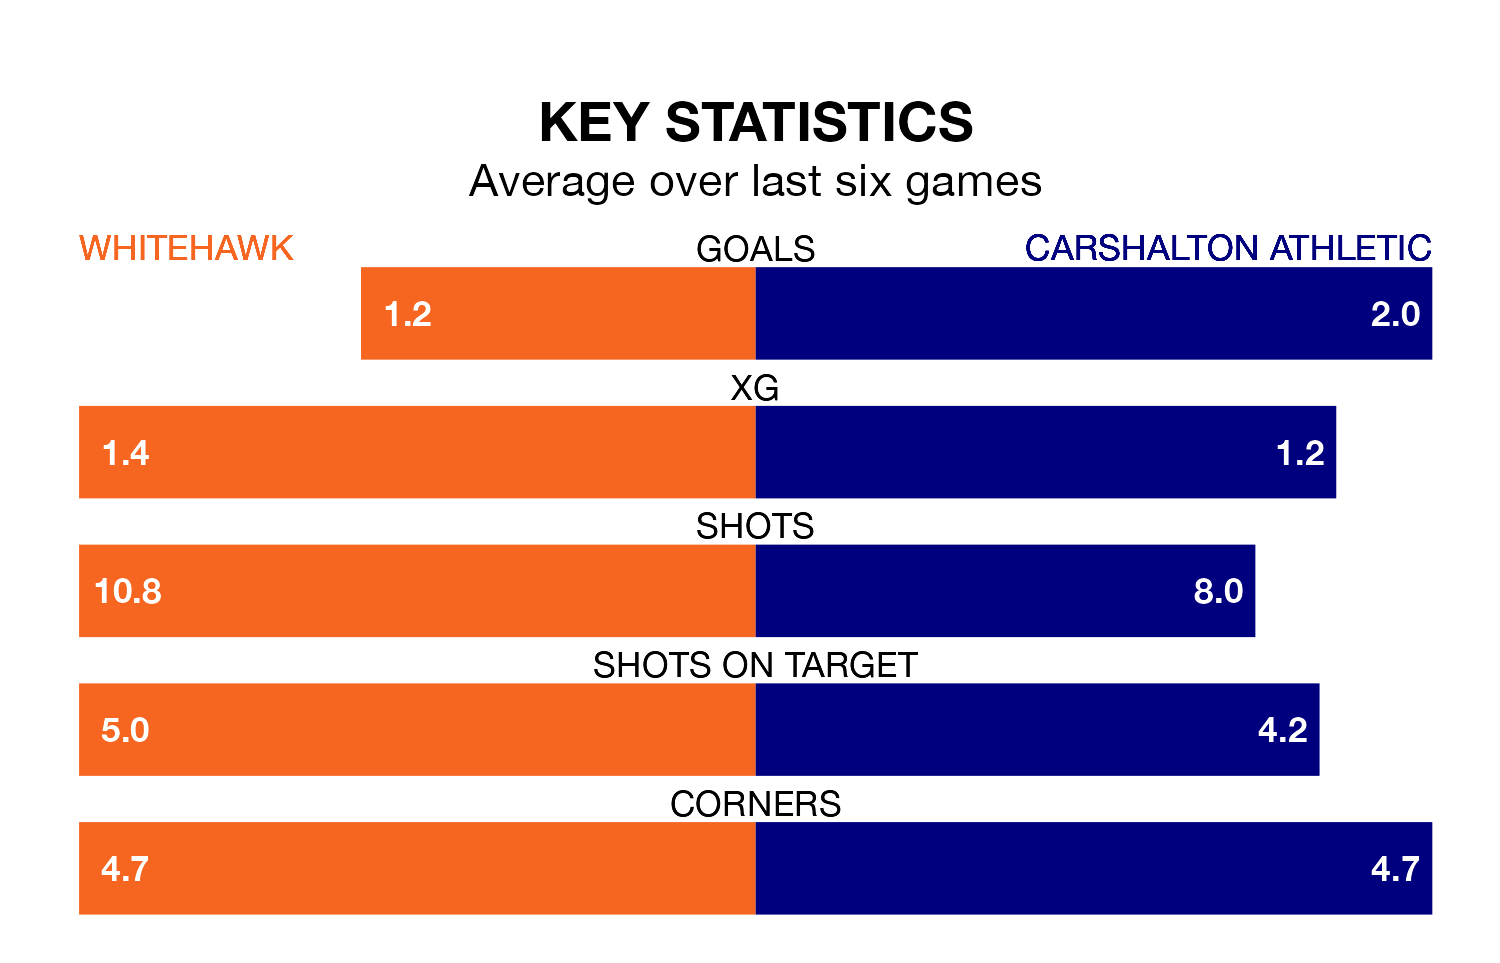 KEY STATISTICS
Average over last six games
WHITEHAWK GOALS CARSHALTON ATHLETIC
1.2 2.0
XG
1.4 1.2
SHOTS
10.8 8.0
SHOTS ON TARGET
5.0 4.2
CORNERS
4.7 4.7